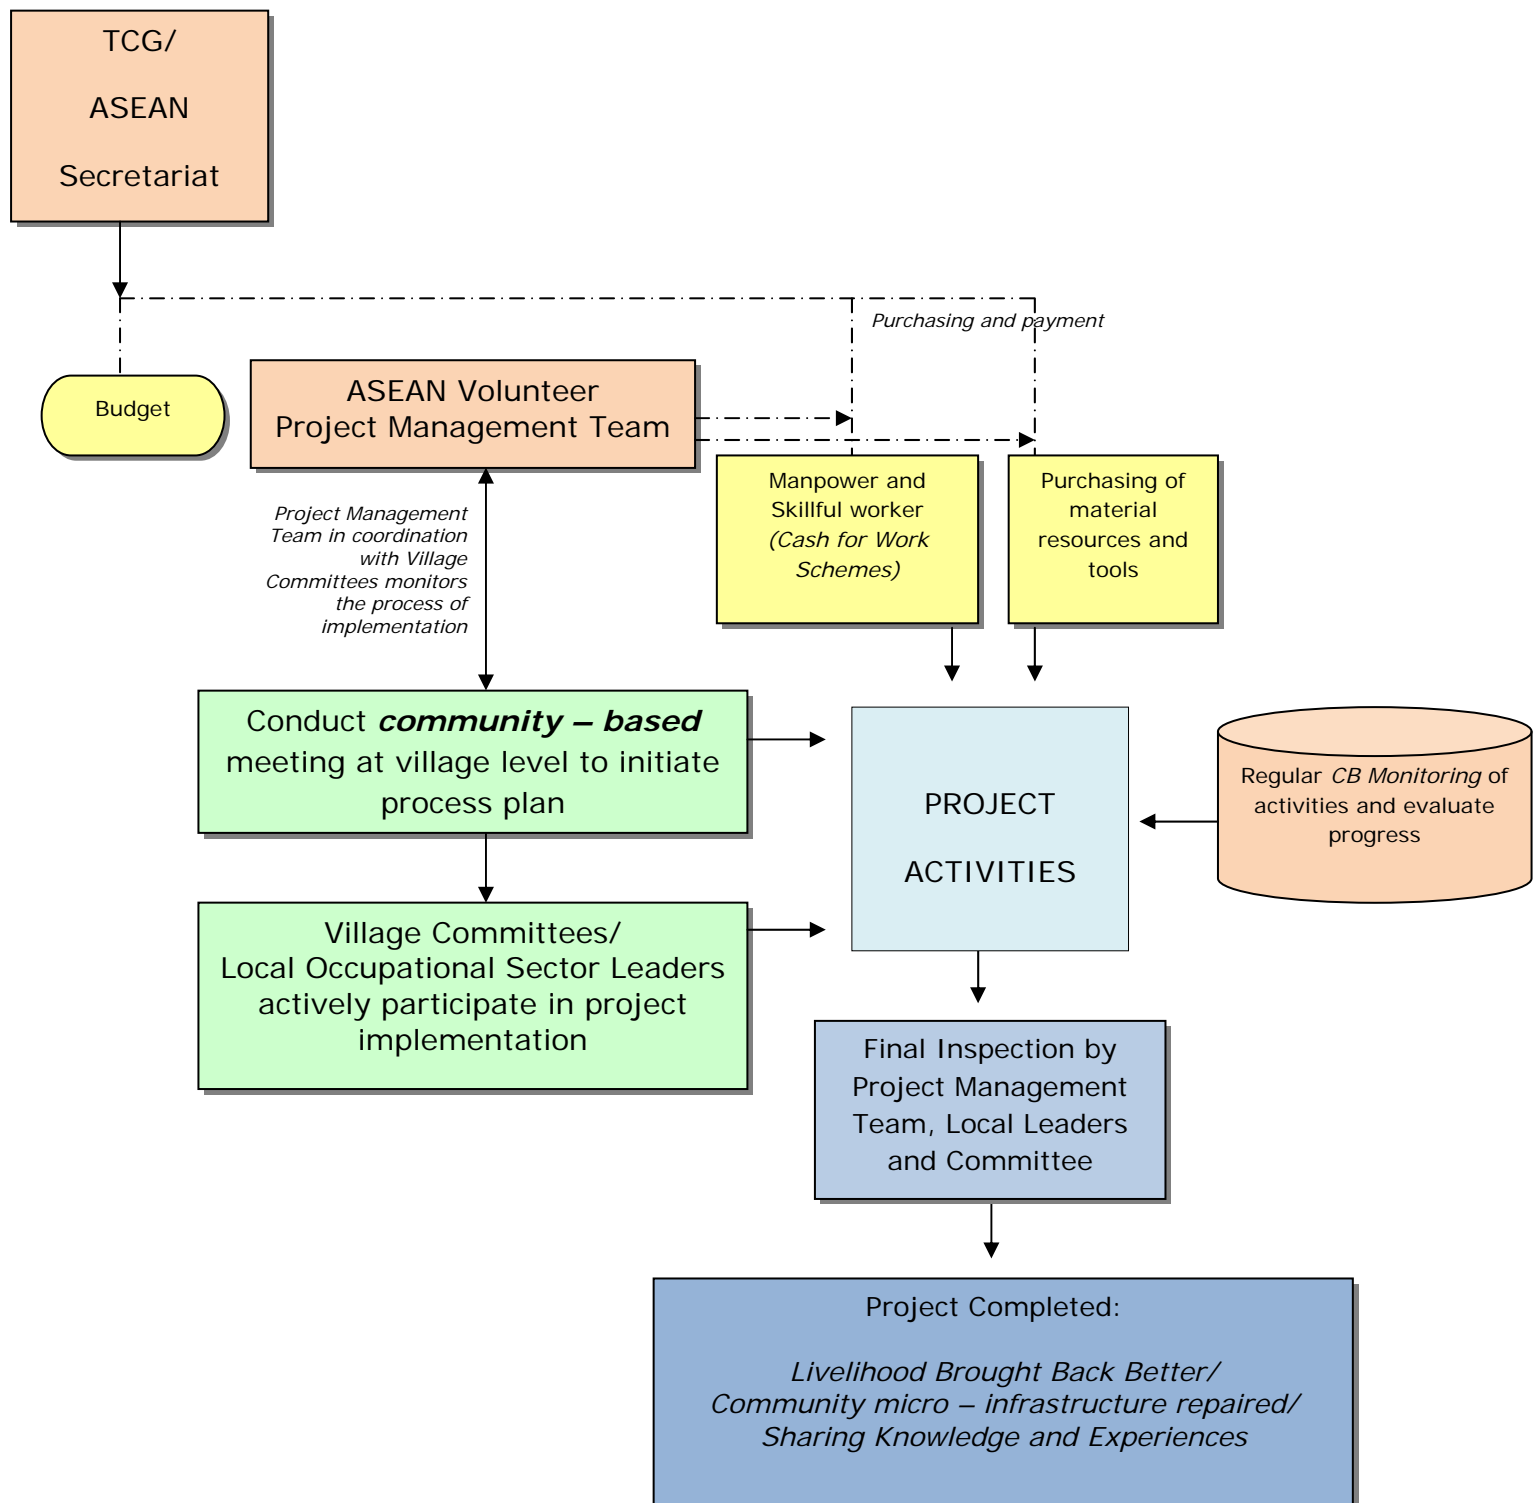 TCG/
ASEAN
Secretariat
Purchasing and payment
Budget
ASEAN Volunteer
Project Management Team
Manpower and
Skillful worker
(Cash for Work
Schemes)
Purchasing of
material
resources and
tools
Project Management
Team in coordination
with Village
Committees monitors
the process of
implementation
Conduct community – based
meeting at village level to initiate
process plan
PROJECT
ACTIVITIES
Regular CB Monitoring of
activities and evaluate
progress
Village Committees/
Local Occupational Sector Leaders
actively participate in project
implementation
Final Inspection by
Project Management
Team, Local Leaders
and Committee
Project Completed:
Livelihood Brought Back Better/
Community micro – infrastructure repaired/
Sharing Knowledge and Experiences